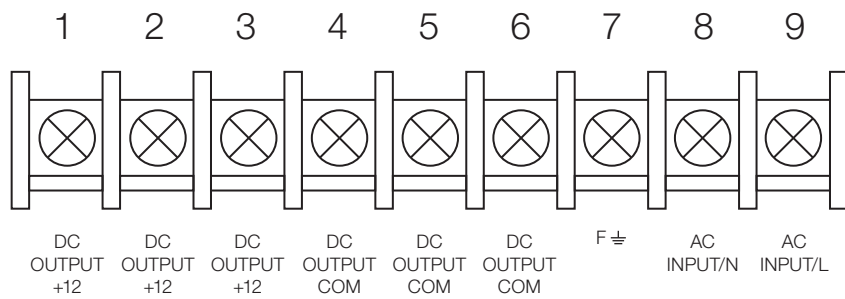 1 2 3 4 5 6 7 8 9
DC DC DC DC DC DC F ⏚ AC AC
OUTPUT OUTPUT OUTPUT OUTPUT OUTPUT OUTPUT INPUT/N INPUT/L
+12 +12 +12 COM COM COM